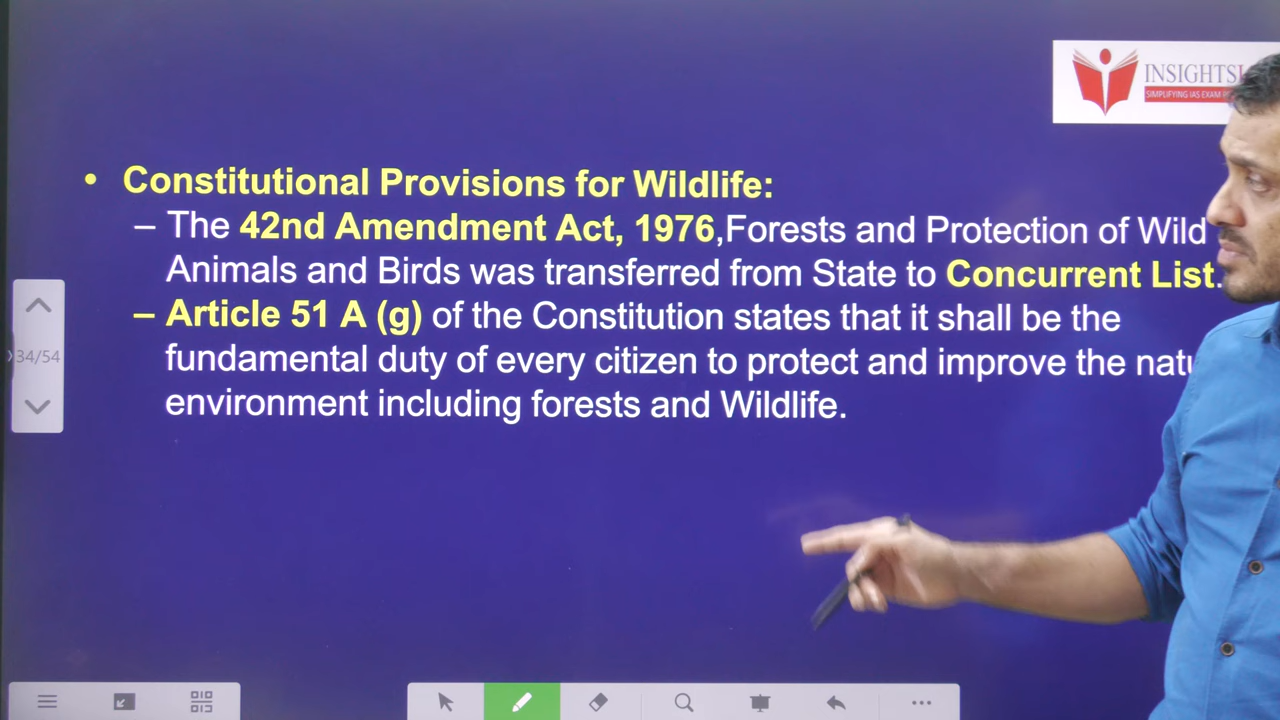 INSIGHTSI
SIMPLIFYING IAS EXAM
• Constitutional Provisions for Wildlife:
– The 42nd Amendment Act, 1976,Forests and Protection of Wild
Animals and Birds was transferred from State to Concurrent List.
– Article 51 A (g) of the Constitution states that it shall be the
fundamental duty of every citizen to protect and improve the natu
environment including forests and Wildlife.
34/54